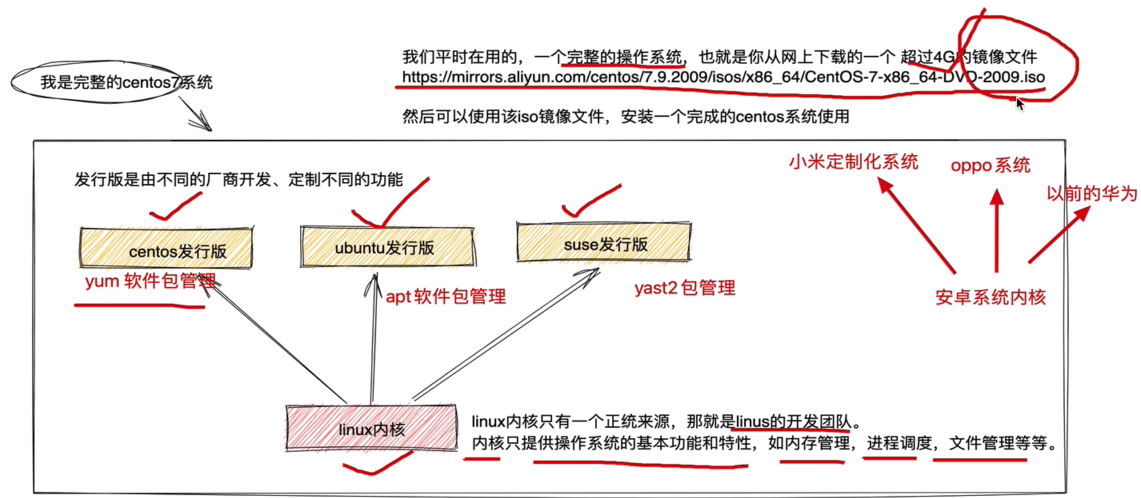 我们平时在用的，一个完整的操作系统，也就是你从网上下载的一个 超过4G的镜像文件
https://mirrors.aliyun.com/centos/7.9.2009/isos/x86_64/CentOS-7-x86_64-DVD-2009.iso
我是完整的centos7系统
然后可以使用该iso镜像文件，安装一个完成的centos系统使用
发行版是由不同的厂商开发、定制不同的功能
小米定制化系统
oppo系统
以前的华为
centos发行版
ubuntu发行版
suse发行版
yum 软件包管理
apt软件包管理
yast2包管理
安卓系统内核
linux内核
linux内核只有一个正统来源，那就是linus的开发团队。
内核只提供操作系统的基本功能和特性，如内存管理，进程调度，文件管理等等。